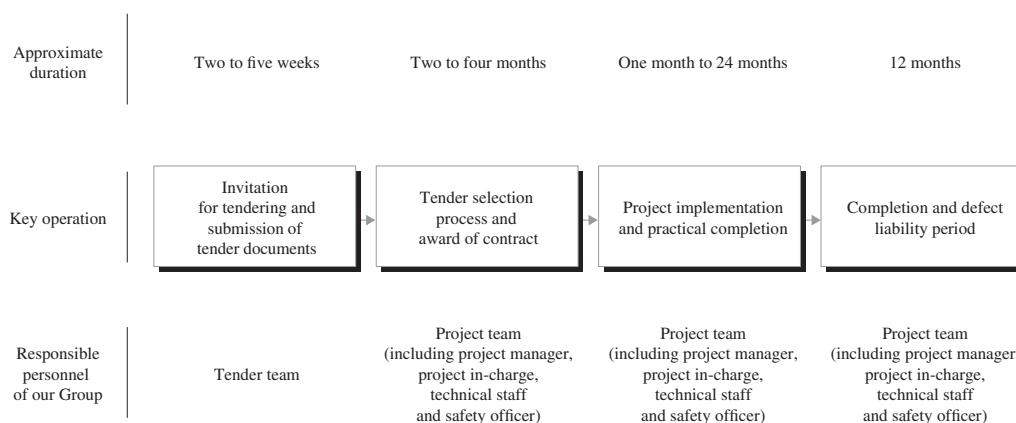 Approximate
duration
Two to five weeks
Two to four months
One month to 24 months
12 months
Key operation
Invitation
for tendering and
submission of
tender documents
Tender selection
process and
award of contract
Project implementation
and practical completion
Completion and defect
liability period
Responsible
personnel
of our Group
Tender team
Project team
(including project manager,
project in-charge,
technical staff
and safety officer)
Project team
(including project manager,
project in-charge,
technical staff
and safety officer)
Project team
(including project manager
project in-charge,
technical staff
and safety officer)